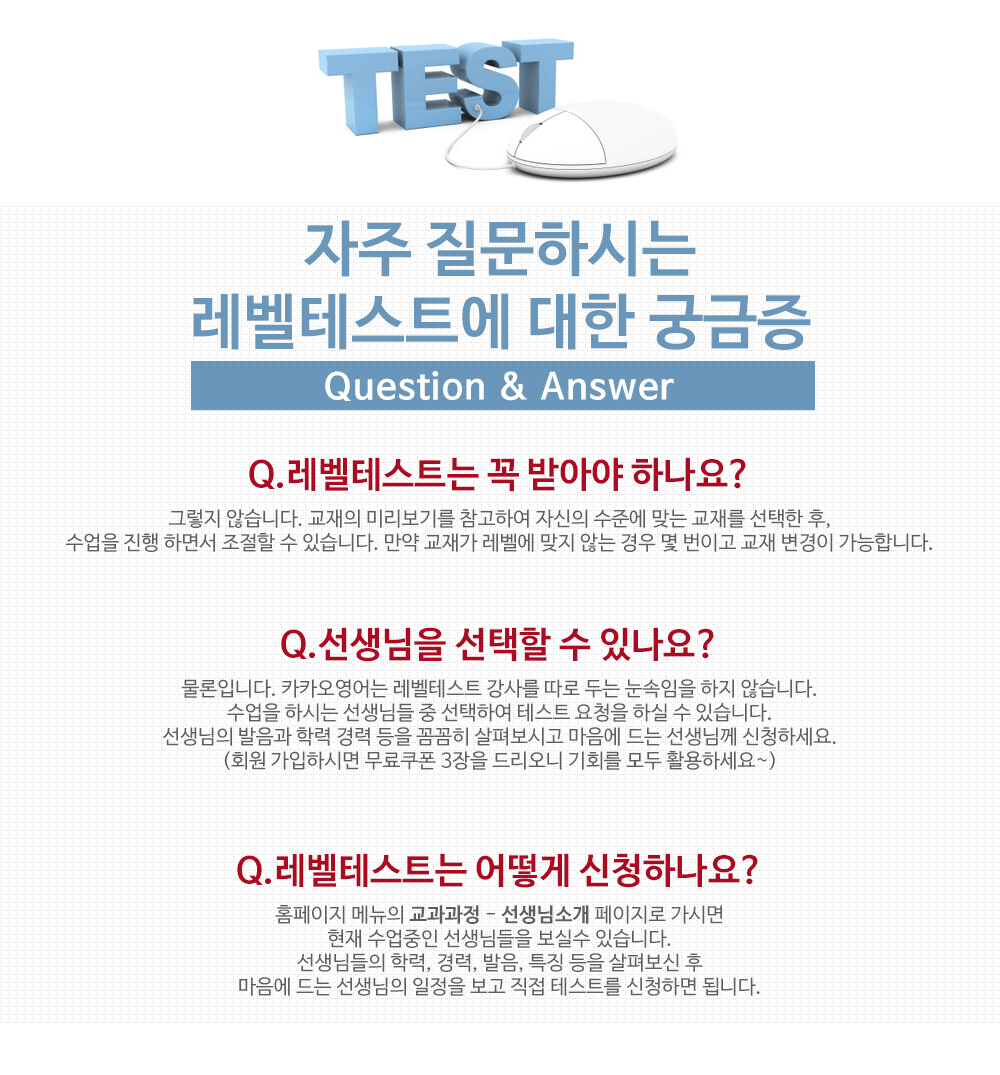 TEST
자주 질문하시는
레벨테스트에 대한 궁금증
Question & Answer
Q.레벨테스트는 꼭 받아야 하나요?
그렇지 않습니다. 교재의 미리보기를 참고하여 자신의 수준에 맞는 교재를 선택한 후,
수업을 진행 하면서 조절할 수 있습니다. 만약 교재가 레벨에 맞지 않는 경우 몇 번이고 교재 변경이 가능합니다.
Q.선생님을 선택할 수 있나요?
물론입니다. 카카오영어는 레벨테스트 강사를 따로 두는 눈속임을 하지 않습니다.
수업을 하시는 선생님들 중 선택하여 테스트 요청을 하실 수 있습니다.
선생님의 발음과 학력 경력 등을 꼼꼼히 살펴보시고 마음에 드는 선생님께 신청하세요.
(회원 가입하시면 무료쿠폰 3장을 드리오니 기회를 모두 활용하세요~)
Q.레벨테스트는 어떻게 신청하나요?
홈페이지 메뉴의 교과과정 - 선생님소개 페이지로 가시면
현재 수업중인 선생님들을 보실수 있습니다.
선생님들의 학력, 경력, 발음, 특징 등을 살펴보신 후
마음에 드는 선생님의 일정을 보고 직접 테스트를 신청하면 됩니다.